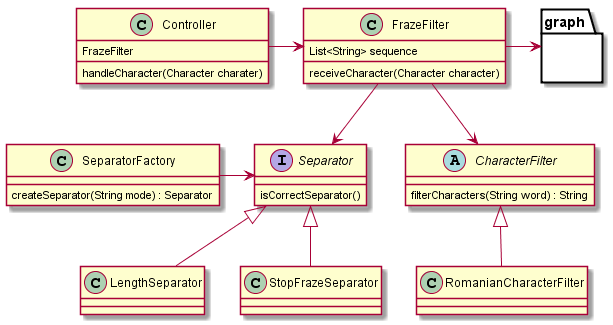 C Controller
FrazeFilter
handleCharacter(Character charater)
C FrazeFilter
List<String> sequence
receiveCharacter(Character character)
graph
C SeparatorFactory
createSeparator(String mode) : Separator
I Separator
isCorrectSeparator()
A CharacterFilter
filterCharacters(String word) : String
C LengthSeparator
C StopFrazeSeparator
C RomanianCharacterFilter